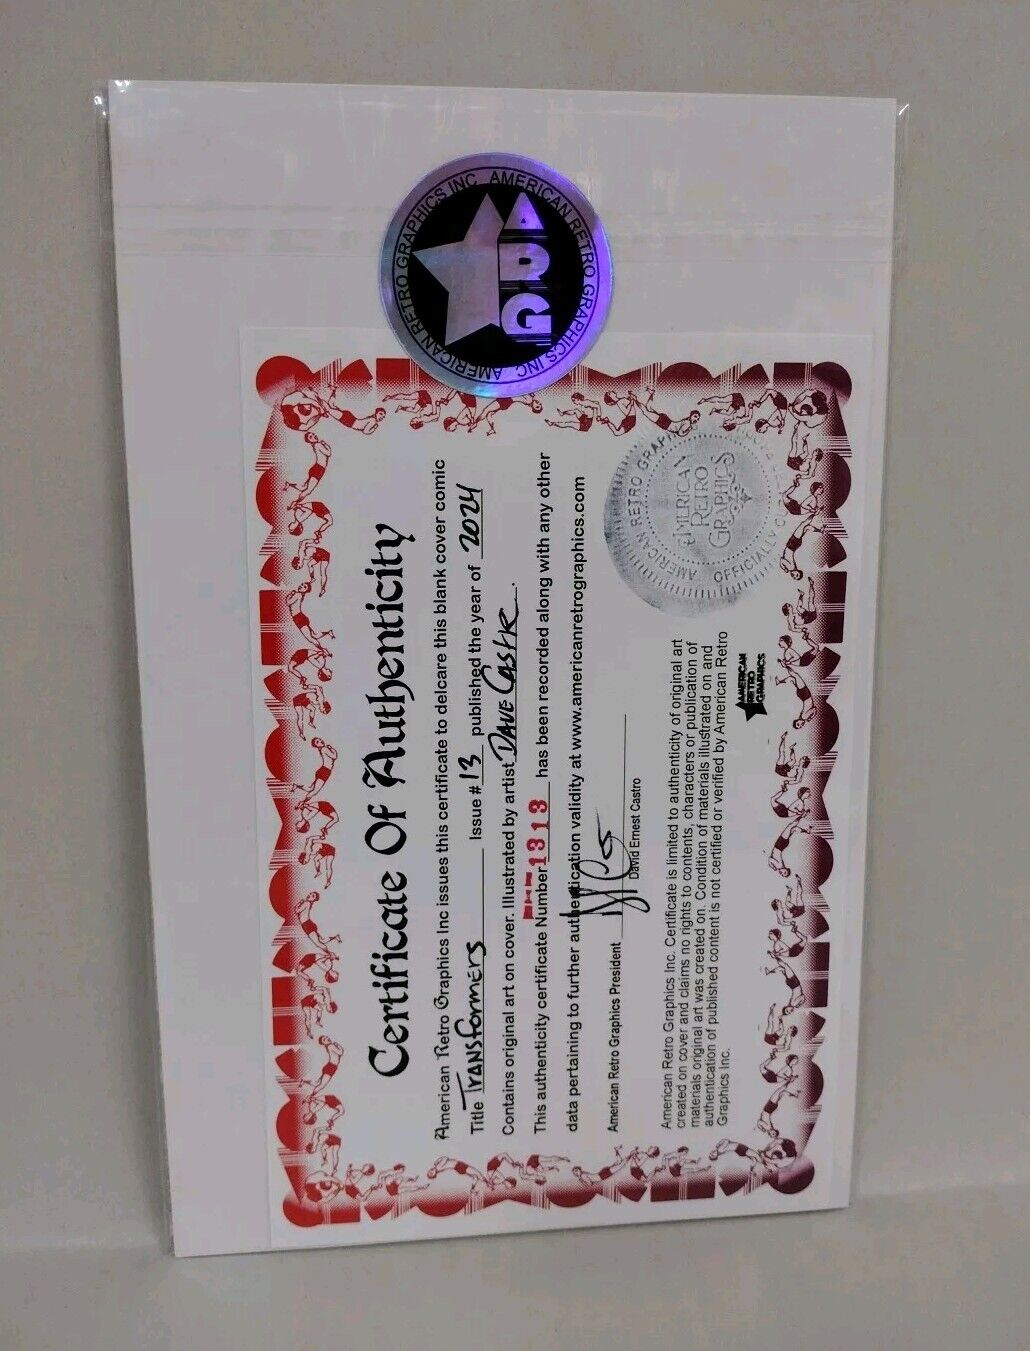 AMERICAN RETRO GRAPHICS INC AMERICAN RETRO GRAPHICS INC
ARG
Certificate Of Authenticity
American Retro Graphics Inc issues this certificate to delcare this blank cover comic
Title Transformers Issue # 13 published the year of 2024
Contains original art on cover. Illustrated by artist DAVE CASTR
This authenticity certificate Number 1313 has been recorded along with any other
data pertaining to further authentication validity at www.americanretrographics.com
American Retro Graphics President
David Ernest Castro
American Retro Graphics Inc. Certificate is limited to authenticity of original art
created on cover and claims no rights to contents, characters or publication of
materials original art was created on. Condition of materials illustrated on and
authentication of published content is not certified or verified by American Retro
Graphics Inc.
AMERICAN
RETRO
GRAPHICS
AMERICAN RETRO GRAPHICS
OFFICIALLY
AMERICAN
RETRO
GRAPHICS